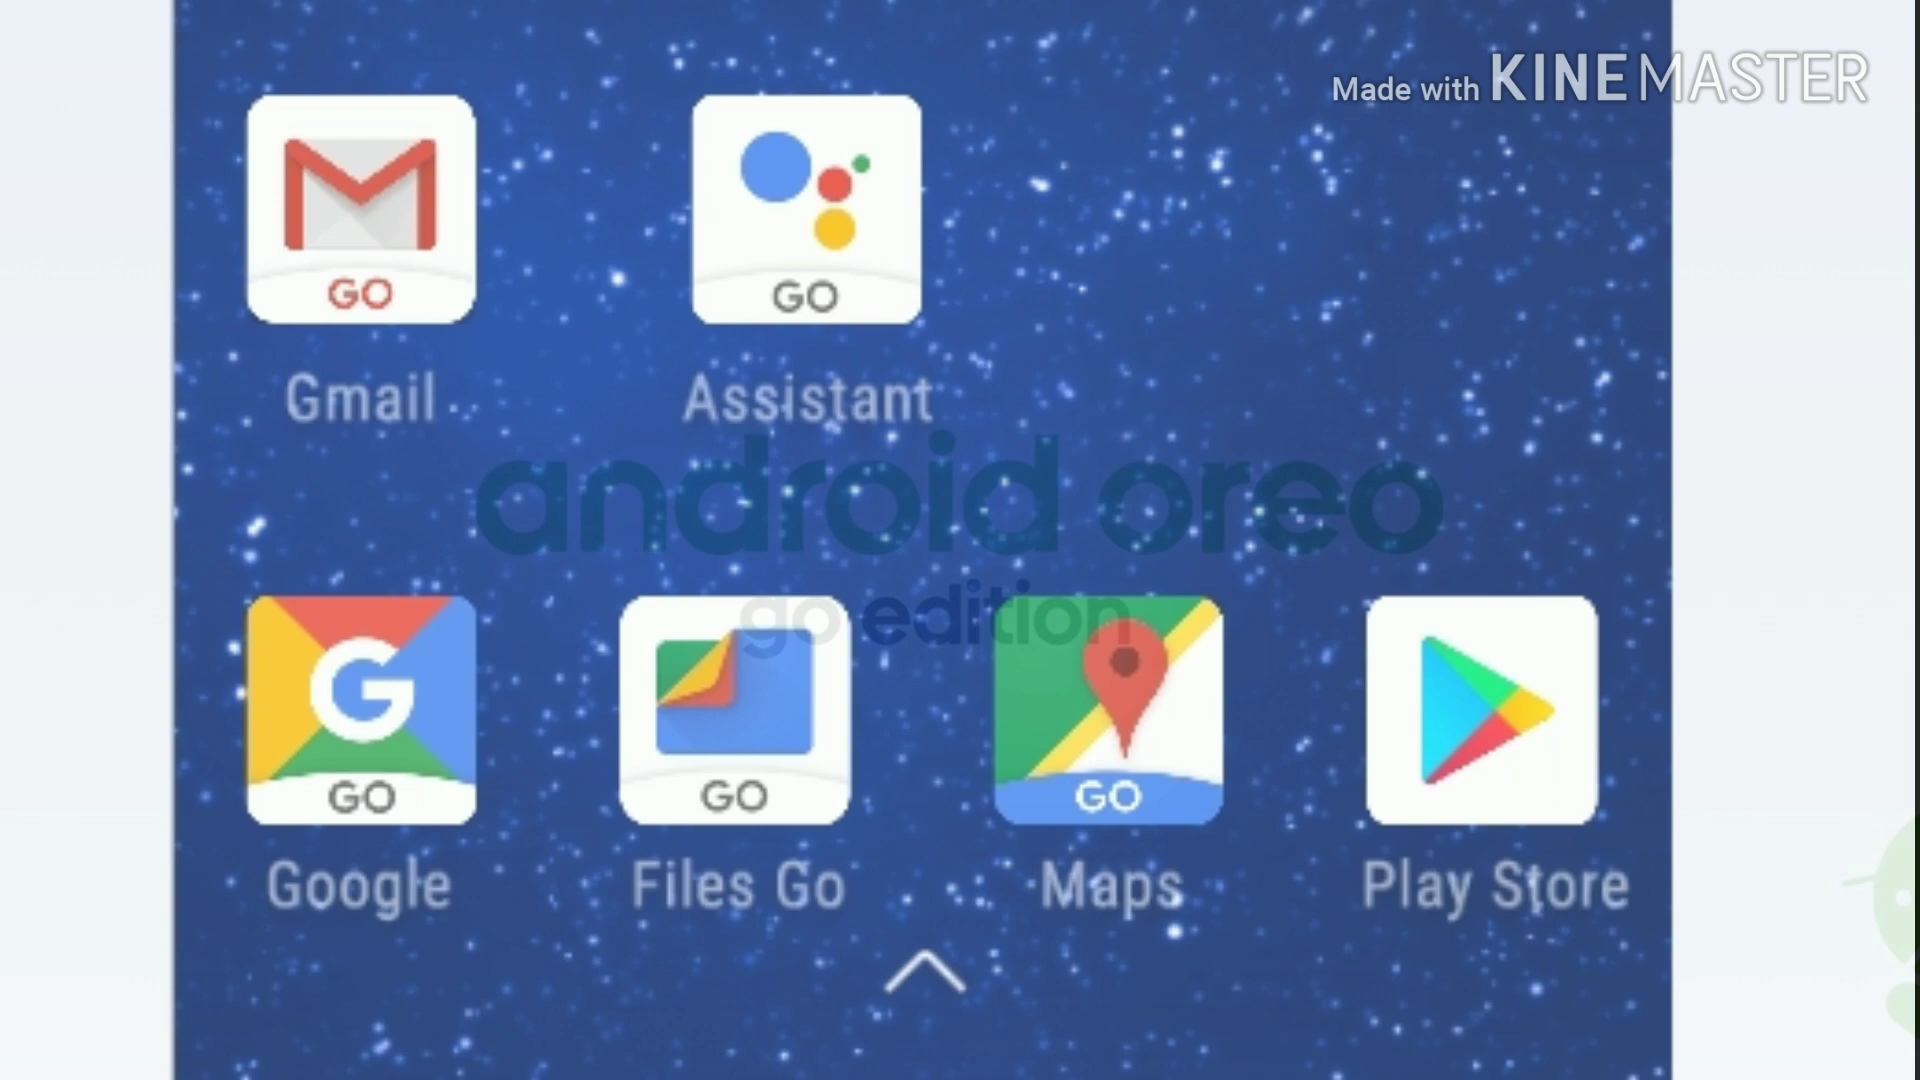 Made with KINEMASTER
GO
GO
Gmail
Assistant
android oreo
go edition
GO
GO
GO
Google
Files Go
Maps
Play Store